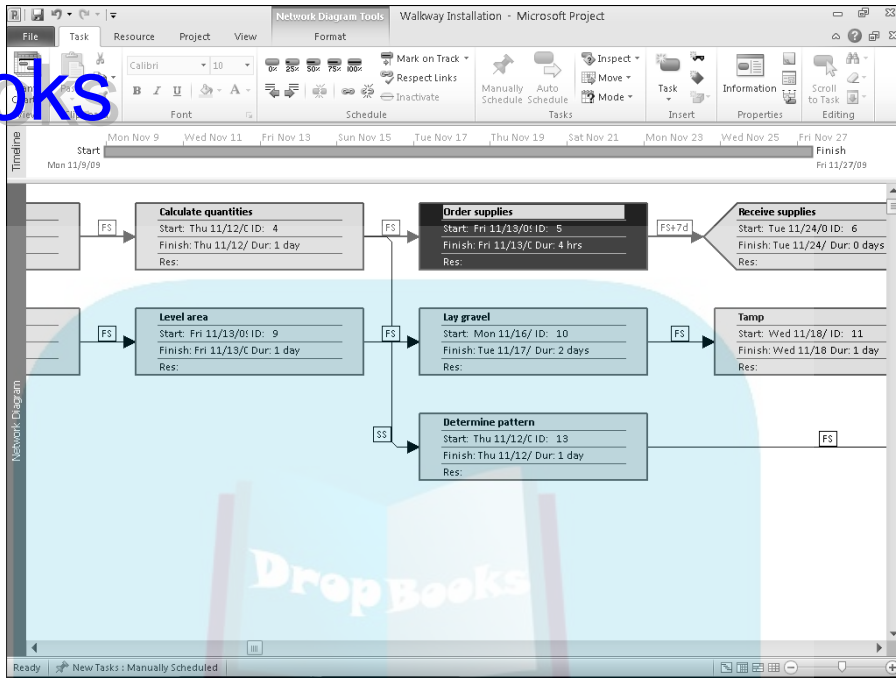 Network Diagram Tools
Walkway Installation - Microsoft Project
File Task Resource Project View Format
Calibri 10
0% 25% 50% 75% 100%
Mark on Track
Respect Links
Inactivate
Manually Schedule
Auto Schedule
Inspect
Move
Mode
Task
Information
Scroll to Task
B I U A
Font Schedule Tasks Insert Properties Editing
ooks
Timeline
Mon Nov 9 Wed Nov 11 Fri Nov 13 Sun Nov 15 Tue Nov 17 Thu Nov 19 Sat Nov 21 Mon Nov 23 Wed Nov 25 Fri Nov 27
Start Finish
Mon 11/9/09 Fri 11/27/09
FS
Calculate quantities
Start: Thu 11/12/0 ID: 4
Finish: Thu 11/12/ Dur: 1 day
Res:
FS
Order supplies
Start: Fri 11/13/09 ID: 5
Finish: Fri 11/13/0 Dur: 4 hrs
Res:
FS+7d
Receive supplies
Start: Tue 11/24/0 ID: 6
Finish: Tue 11/24/ Dur: 0 days
Res:
FS
Level area
Start: Fri 11/13/09 ID: 9
Finish: Fri 11/13/0 Dur: 1 day
Res:
FS
Lay gravel
Start: Mon 11/16/ ID: 10
Finish: Tue 11/17/ Dur: 2 days
Res:
FS
Tamp
Start: Wed 11/18/ ID: 11
Finish: Wed 11/18 Dur: 1 day
Res:
SS
Determine pattern
Start: Thu 11/12/0 ID: 13
Finish: Thu 11/12/ Dur: 1 day
Res:
FS
Network Diagram
DropBooks
Ready New Tasks : Manually Scheduled